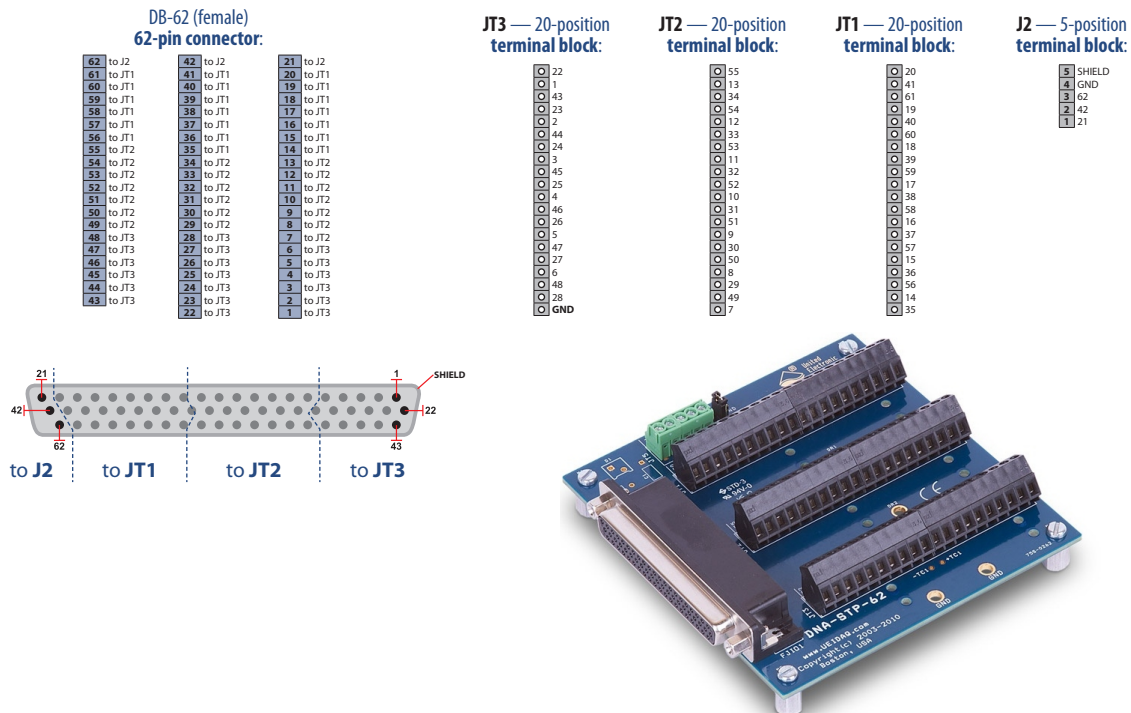 DB-62 (female)
62-pin connector:
62 to J2 42 to J2 21 to J2
61 to JT1 41 to JT1 20 to JT1
60 to JT1 40 to JT1 19 to JT1
59 to JT1 39 to JT1 18 to JT1
58 to JT1 38 to JT1 17 to JT1
57 to JT1 37 to JT1 16 to JT1
56 to JT1 36 to JT1 15 to JT1
55 to JT2 35 to JT1 14 to JT1
54 to JT2 34 to JT2 13 to JT2
53 to JT2 33 to JT2 12 to JT2
52 to JT2 32 to JT2 11 to JT2
51 to JT2 31 to JT2 10 to JT2
50 to JT2 30 to JT2 9 to JT2
49 to JT2 29 to JT2 8 to JT2
48 to JT3 28 to JT3 7 to JT2
47 to JT3 27 to JT3 6 to JT3
46 to JT3 26 to JT3 5 to JT3
45 to JT3 25 to JT3 4 to JT3
44 to JT3 24 to JT3 3 to JT3
43 to JT3 23 to JT3 2 to JT3
22 to JT3 1 to JT3
JT3 — 20-position
terminal block:
22
1
43
23
2
44
24
3
45
25
4
46
26
5
47
27
6
48
28
GND
JT2 — 20-position
terminal block:
55
13
34
54
12
33
53
11
32
52
10
31
51
9
30
50
8
29
49
7
JT1 — 20-position
terminal block:
20
41
61
19
40
60
18
39
59
17
38
58
16
37
57
15
36
56
14
35
J2 — 5-position
terminal block:
5 SHIELD
4 GND
3 62
2 42
1 21
21 1 SHIELD
42 22
62 43
to J2 to JT1 to JT2 to JT3
United
Electronic
STD-3
94V-0
-TC1 +TC1
GND
GND
DNA-STP-62
www.UEIDAQ.com
Copyright(c) 2003-2010
Boston, USA
FJIO1